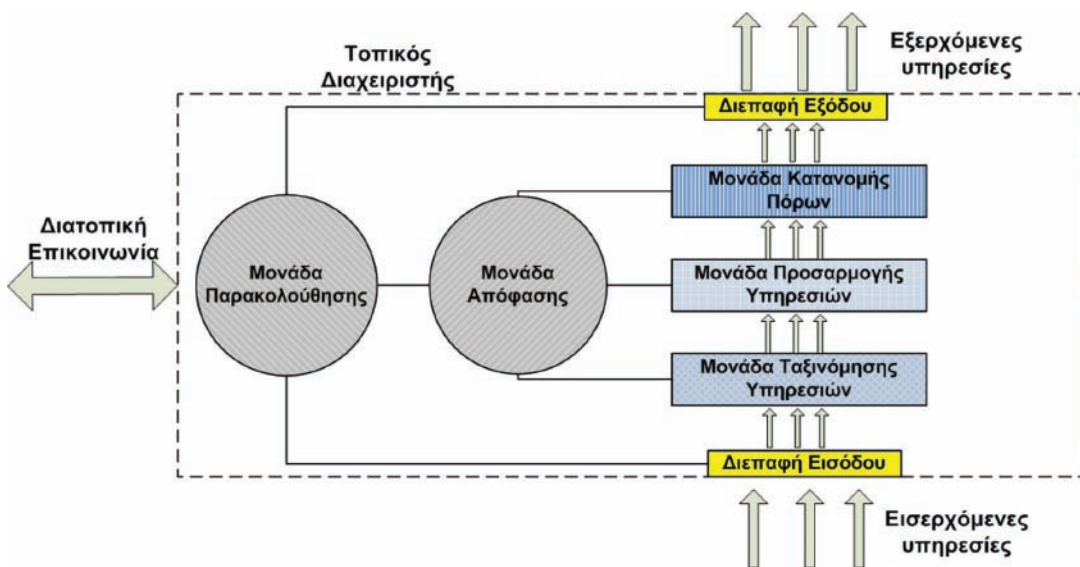 Εξερχόμενες
υπηρεσίες
Τοπικός
Διαχειριστής
Διεπαφή Εξόδου
Μονάδα Κατανομής
Πόρων
Διατοπική
Επικοινωνία
Μονάδα
Παρακολούθησης
Μονάδα
Απόφασης
Μονάδα Προσαρμογής
Υπηρεσιών
Μονάδα Ταξινόμησης
Υπηρεσιών
Διεπαφή Εισόδου
Εισερχόμενες
υπηρεσίες